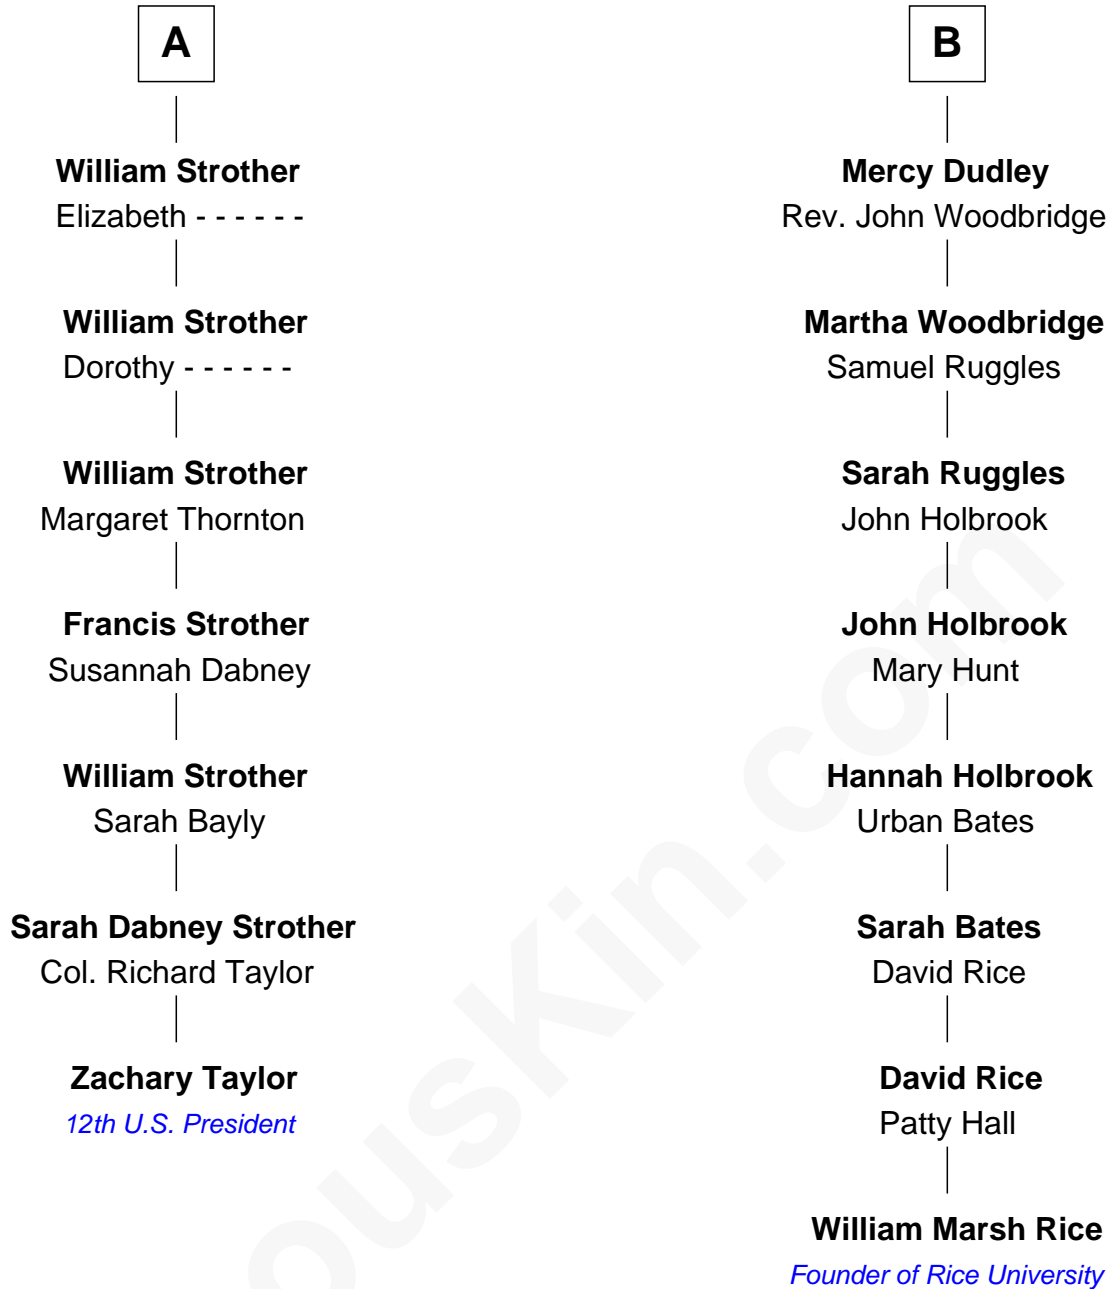 A
William Strother
Elizabeth - - - - - -
William Strother
Dorothy - - - - - -
William Strother
Margaret Thornton
Francis Strother
Susannah Dabney
William Strother
Sarah Bayly
Sarah Dabney Strother
Col. Richard Taylor
Zachary Taylor
12th U.S. President
B
Mercy Dudley
Rev. John Woodbridge
Martha Woodbridge
Samuel Ruggles
Sarah Ruggles
John Holbrook
John Holbrook
Mary Hunt
Hannah Holbrook
Urban Bates
Sarah Bates
David Rice
David Rice
Patty Hall
William Marsh Rice
Founder of Rice University
ousKin.com